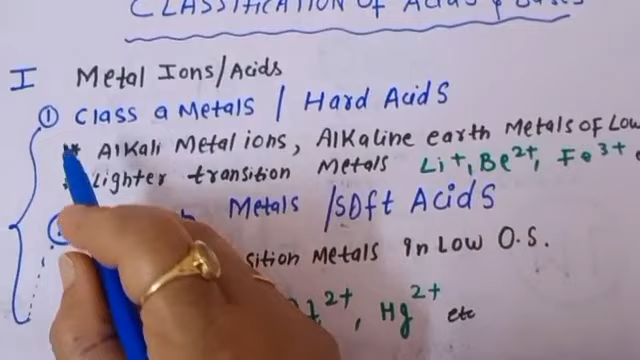 CLASSIFICATION of Acids & Bases
I Metal Ions/Acids
① Class a Metals / Hard Acids
** Alkali Metal ions, Alkaline earth Metals of Low
* Lighter transition Metals Li+, Be2+, Fe3+
Metals /Soft Acids
sition Metals in Low O.S.
2+, Hg2+ etc